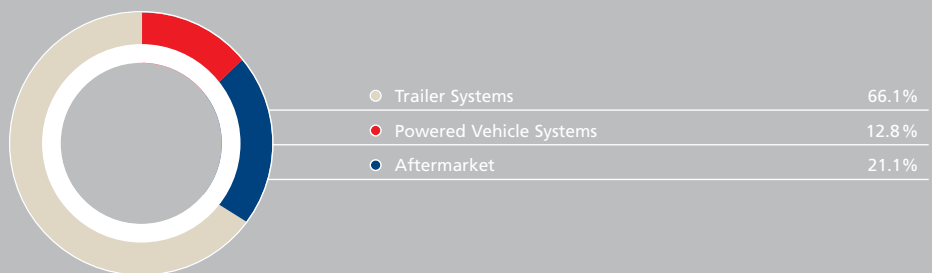 Trailer Systems 66.1%
Powered Vehicle Systems 12.8%
Aftermarket 21.1%